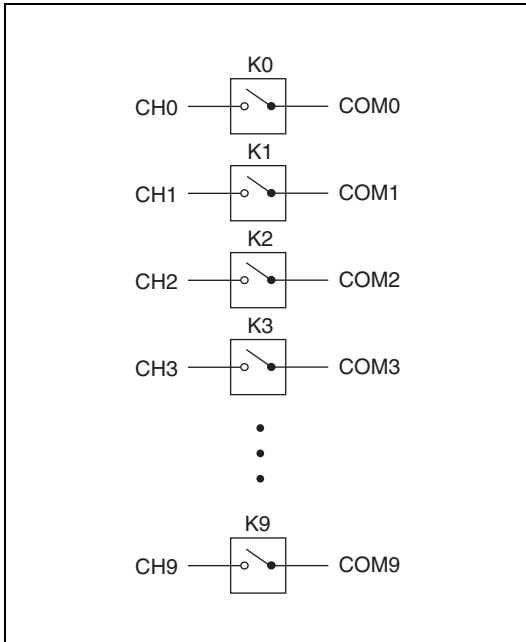 K0
CH0 COM0
K1
CH1 COM1
K2
CH2 COM2
K3
CH3 COM3
K9
CH9 COM9